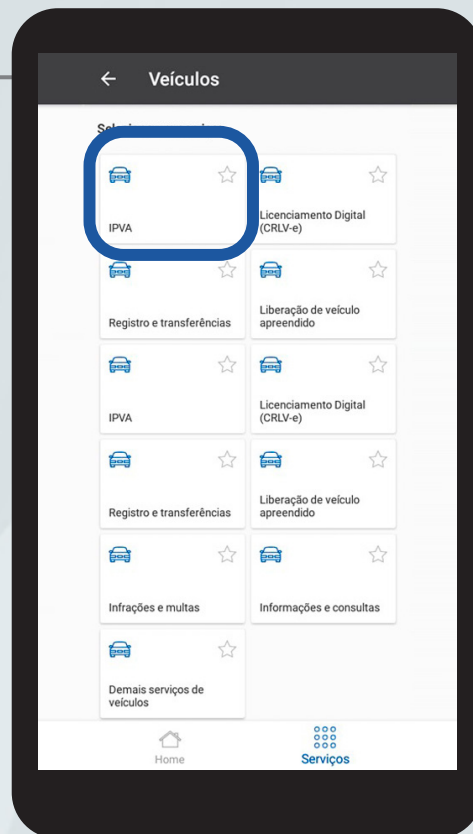 Veículos
IPVA
Licenciamento Digital
(CRLV-e)
Registro e transferências
Liberação de veículo
apreendido
IPVA
Licenciamento Digital
(CRLV-e)
Registro e transferências
Liberação de veículo
apreendido
Infrações e multas
Informações e consultas
Demais serviços de
veículos
Home
Serviços